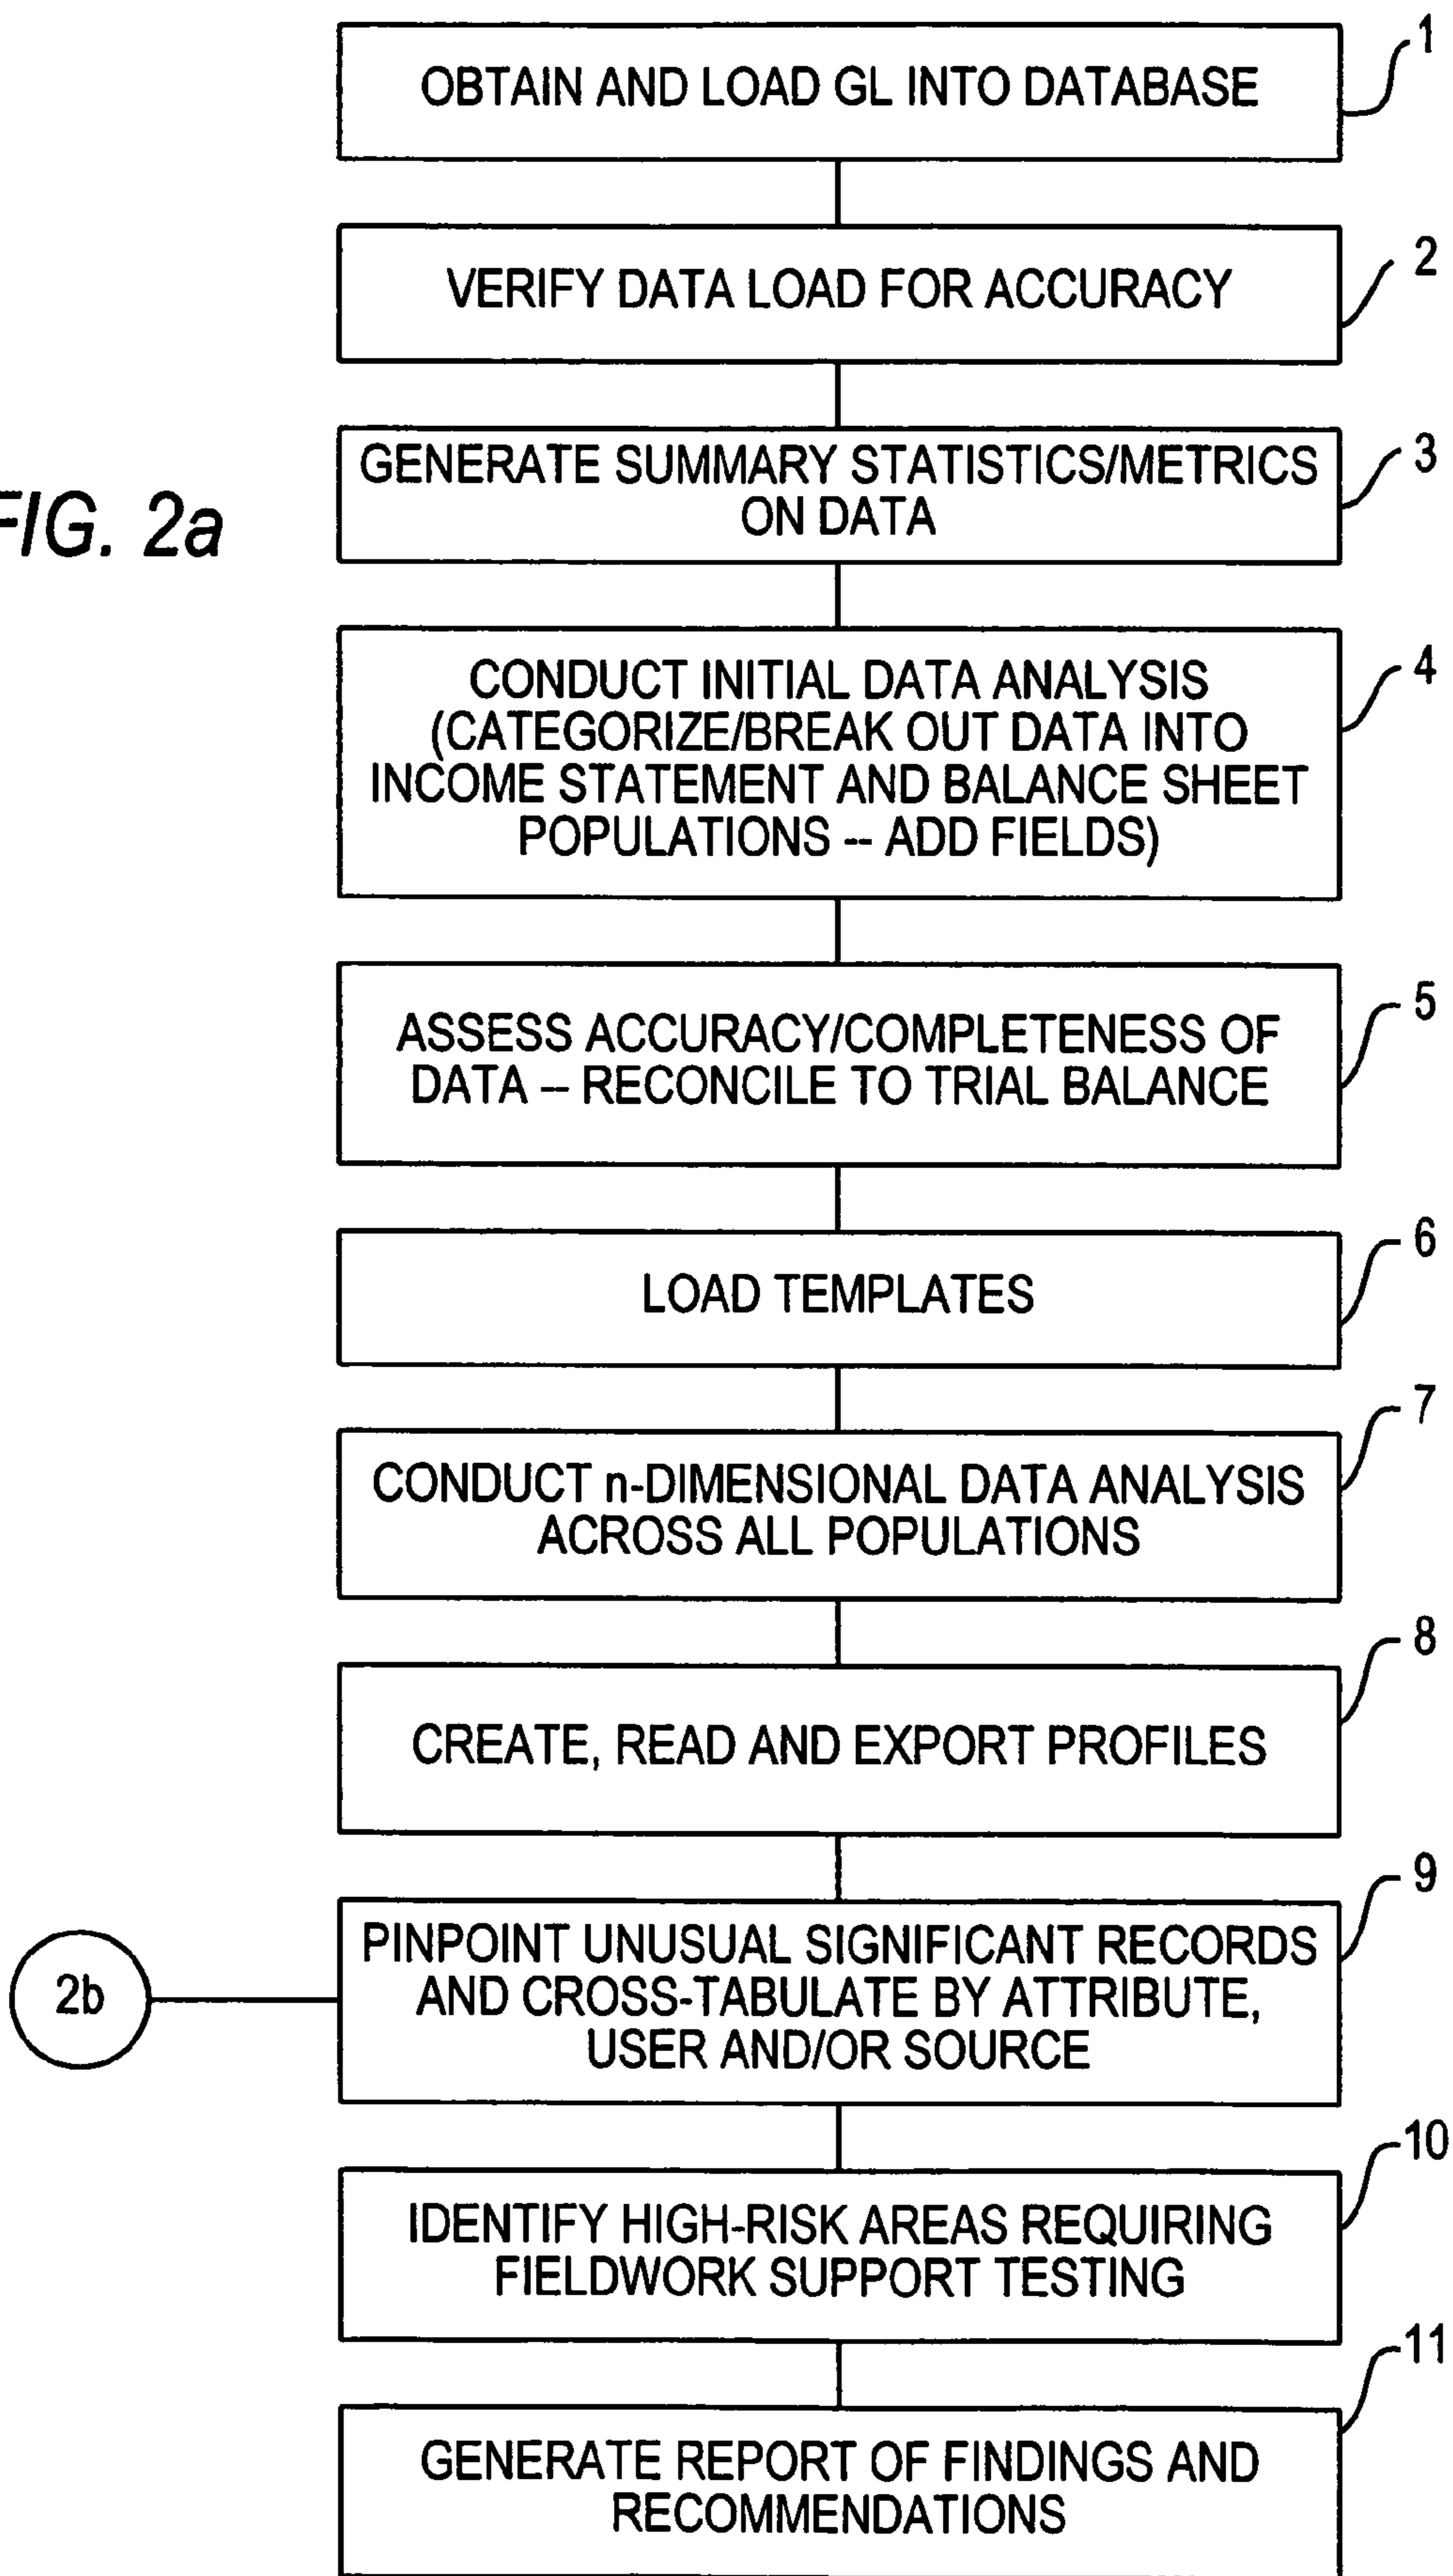 OBTAIN AND LOAD GL INTO DATABASE
1
VERIFY DATA LOAD FOR ACCURACY
2
GENERATE SUMMARY STATISTICS/METRICS
ON DATA
3
FIG. 2a
CONDUCT INITIAL DATA ANALYSIS
(CATEGORIZE/BREAK OUT DATA INTO
INCOME STATEMENT AND BALANCE SHEET
POPULATIONS -- ADD FIELDS)
4
ASSESS ACCURACY/COMPLETENESS OF
DATA -- RECONCILE TO TRIAL BALANCE
5
LOAD TEMPLATES
6
CONDUCT n-DIMENSIONAL DATA ANALYSIS
ACROSS ALL POPULATIONS
7
CREATE, READ AND EXPORT PROFILES
8
2b
PINPOINT UNUSUAL SIGNIFICANT RECORDS
AND CROSS-TABULATE BY ATTRIBUTE,
USER AND/OR SOURCE
9
IDENTIFY HIGH-RISK AREAS REQUIRING
FIELDWORK SUPPORT TESTING
10
GENERATE REPORT OF FINDINGS AND
RECOMMENDATIONS
11